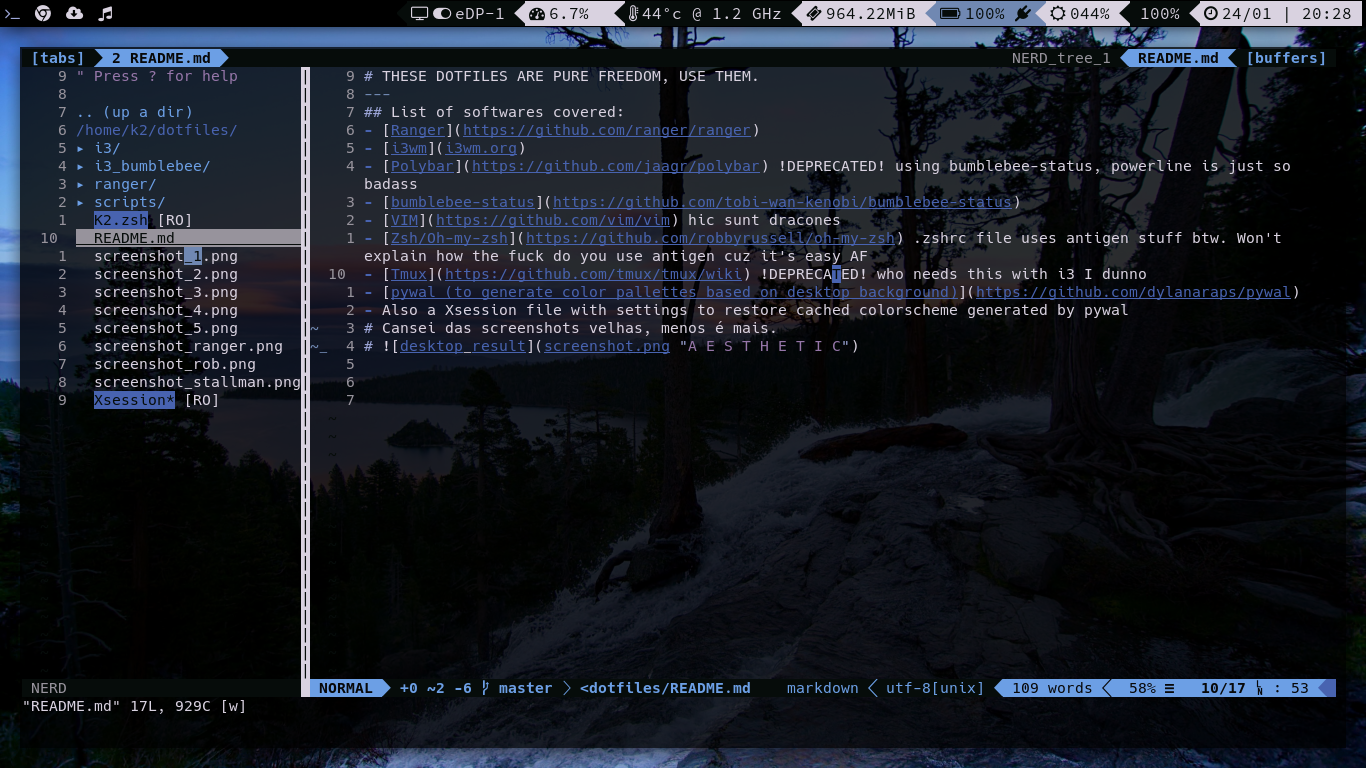 eDP-1 6.7% 44°c @ 1.2 GHz 964.22MiB 100% 044% 100% 24/01 | 20:28
[tabs] 2 README.md NERD_tree_1 README.md [buffers]
9 " Press ? for help
8
7 .. (up a dir)
6 /home/k2/dotfiles/
5 ▸ i3/
4 ▸ i3_bumblebee/
3 ▸ ranger/
2 ▸ scripts/
1 K2.zsh [RO]
10 README.md
1 screenshot_1.png
2 screenshot_2.png
3 screenshot_3.png
4 screenshot_4.png
5 screenshot_5.png
6 screenshot_ranger.png
7 screenshot_rob.png
8 screenshot_stallman.png
9 Xsession* [RO]
9 # THESE DOTFILES ARE PURE FREEDOM, USE THEM.
8 ---
7 ## List of softwares covered:
6 - [Ranger](https://github.com/ranger/ranger)
5 - [i3wm](i3wm.org)
4 - [Polybar](https://github.com/jaagr/polybar) !DEPRECATED! using bumblebee-status, powerline is just so
badass
3 - [bumblebee-status](https://github.com/tobi-wan-kenobi/bumblebee-status)
2 - [VIM](https://github.com/vim/vim) hic sunt dracones
1 - [Zsh/Oh-my-zsh](https://github.com/robbyrussell/oh-my-zsh) .zshrc file uses antigen stuff btw. Won't
explain how the fuck do you use antigen cuz it's easy AF
10 - [Tmux](https://github.com/tmux/tmux/wiki) !DEPRECATED! who needs this with i3 I dunno
1 - [pywal (to generate color pallettes based on desktop background)](https://github.com/dylanaraps/pywal)
2 - Also a Xsession file with settings to restore cached colorscheme generated by pywal
~ 3 # Cansei das screenshots velhas, menos é mais.
~_ 4 # ![desktop_result](screenshot.png "A E S T H E T I C")
5
6
7
NERD
NORMAL +0 ~2 -6 master <dotfiles/README.md markdown utf-8[unix] 109 words 58% ≡ 10/17 : 53
"README.md" 17L, 929C [w]